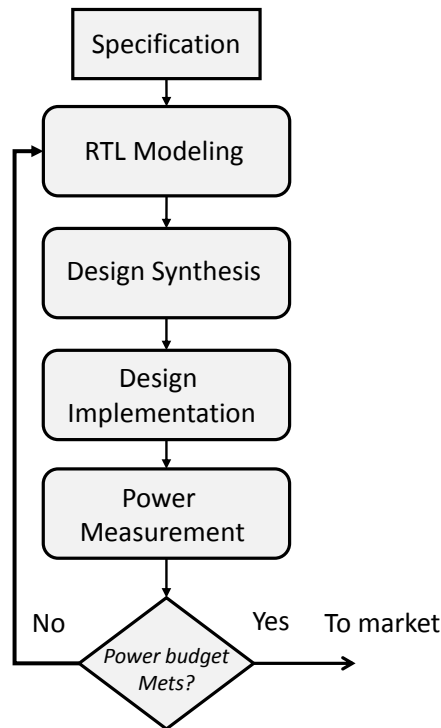 Specification
RTL Modeling
Design Synthesis
Design
Implementation
Power
Measurement
No
Yes
To market
Power budget
Mets?